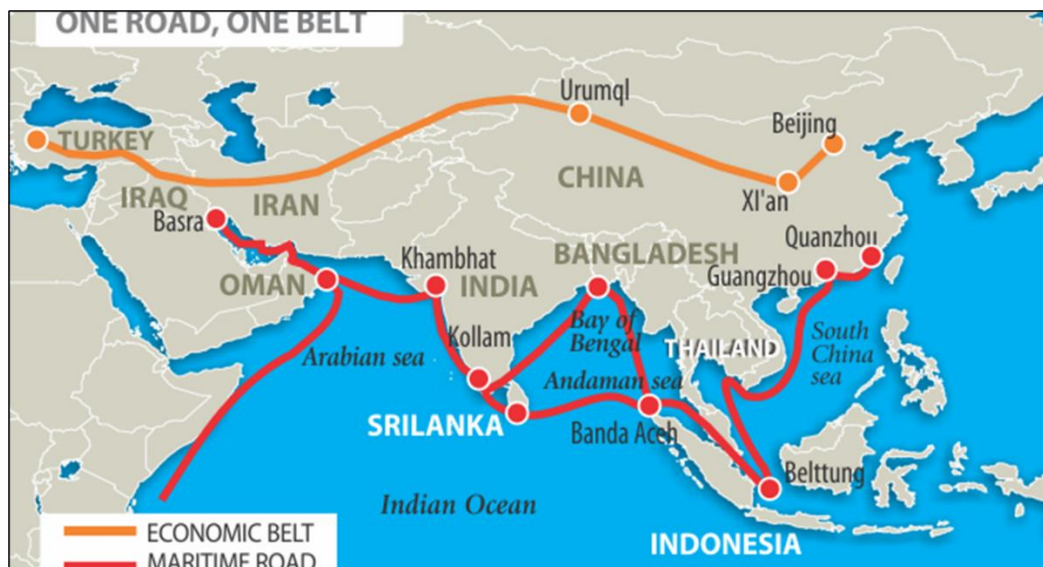 ONE ROAD, ONE BELT
Urumql
Beijing
TURKEY
CHINA
XI'an
IRAQ
IRAN
Basra
Quanzhou
Khambhat
BANGLADESH
Guangzhou
OMAN
INDIA
Kollam
Bay of
Bengal
South
China
sea
Arabian sea
THAILAND
Andaman sea
SRILANKA
Banda Aceh
Belttung
Indian Ocean
ECONOMIC BELT
INDONESIA
MARITIME ROAD